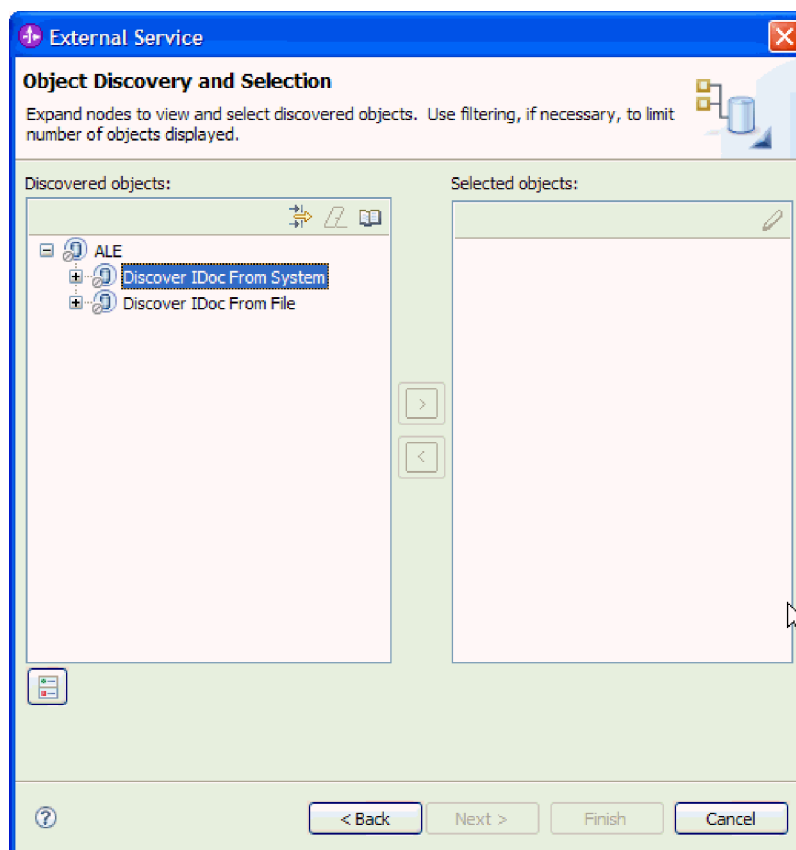 External Service
Object Discovery and Selection
Expand nodes to view and select discovered objects.  Use filtering, if necessary, to limit
number of objects displayed.
Discovered objects:
Selected objects:
ALE
Discover IDoc From System
Discover IDoc From File
>
<
< Back
Next >
Finish
Cancel